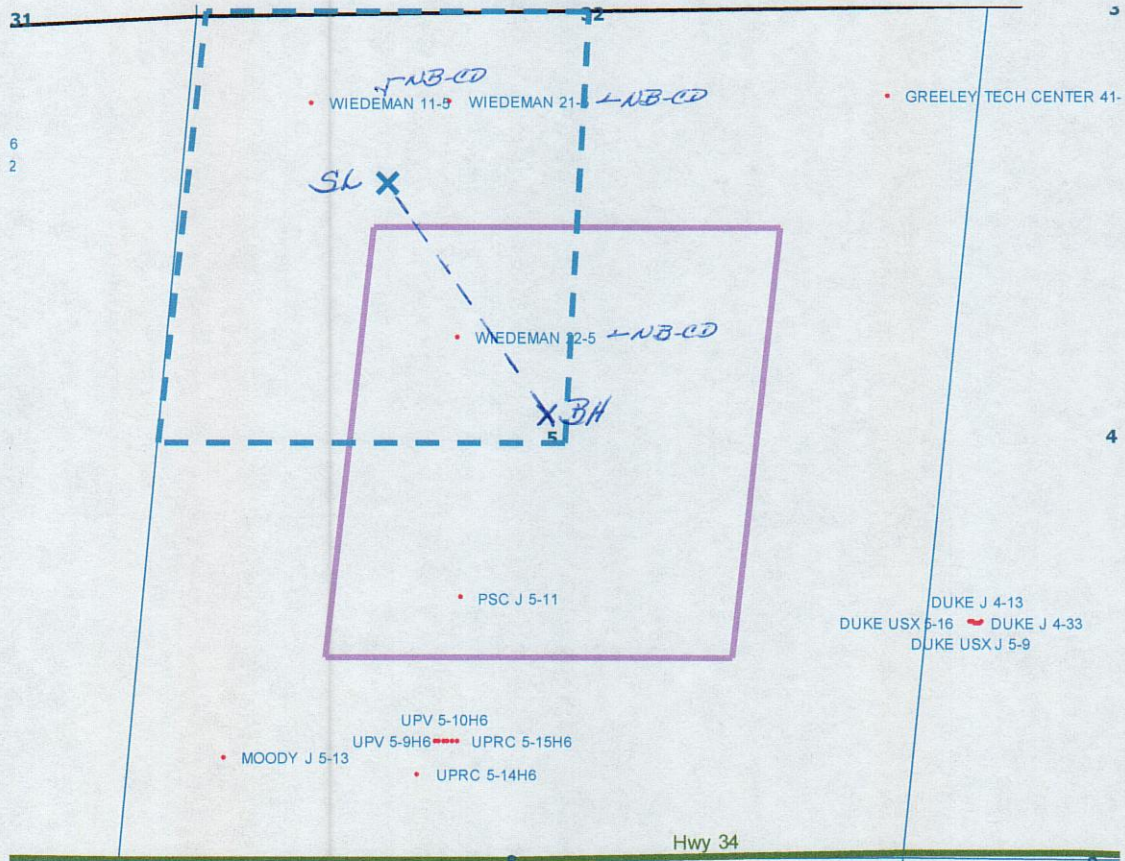 31
32
3
NB-CD
WIEDEMAN 11-5
WIEDEMAN 21-
NB-CD
GREELEY TECH CENTER 41-
6
2
SL
WIEDEMAN 22-5
NB-CD
BH
5
4
PSC J 5-11
DUKE J 4-13
DUKE USX 5-16
DUKE J 4-33
DUKE USX J 5-9
UPV 5-10H6
UPV 5-9H6
UPRC 5-15H6
MOODY J 5-13
UPRC 5-14H6
Hwy 34